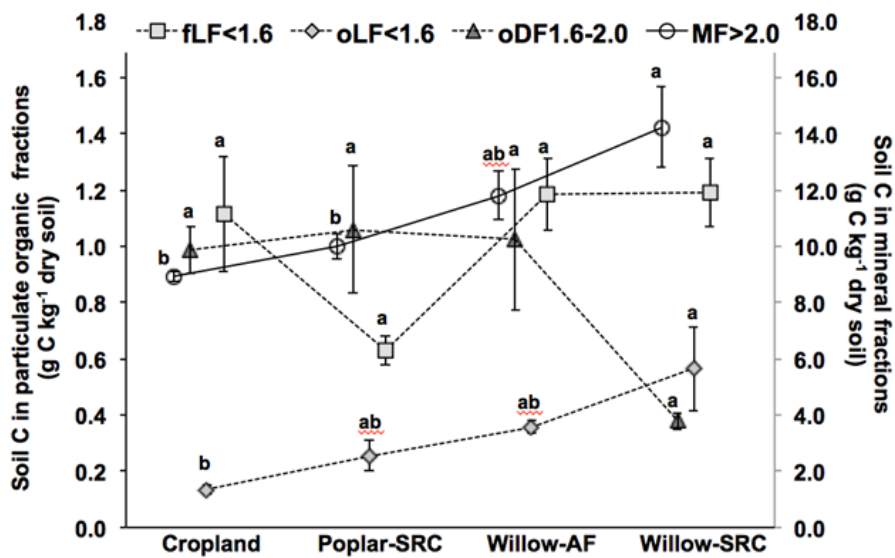 1.8 fLF<1.6 oLF<1.6 oDF1.6-2.0 MF>2.0 18.0
1.6 16.0
1.4 14.0
1.2 12.0
1.0 10.0
0.8 8.0
0.6 6.0
0.4 4.0
0.2 2.0
0.0 0.0
Soil C in particulate organic fractions
(g C kg⁻¹ dry soil)
Soil C in mineral fractions
(g C kg⁻¹ dry soil)
b a a
b a a ab
ab a a ab
a a a a
b
Cropland Poplar-SRC Willow-AF Willow-SRC